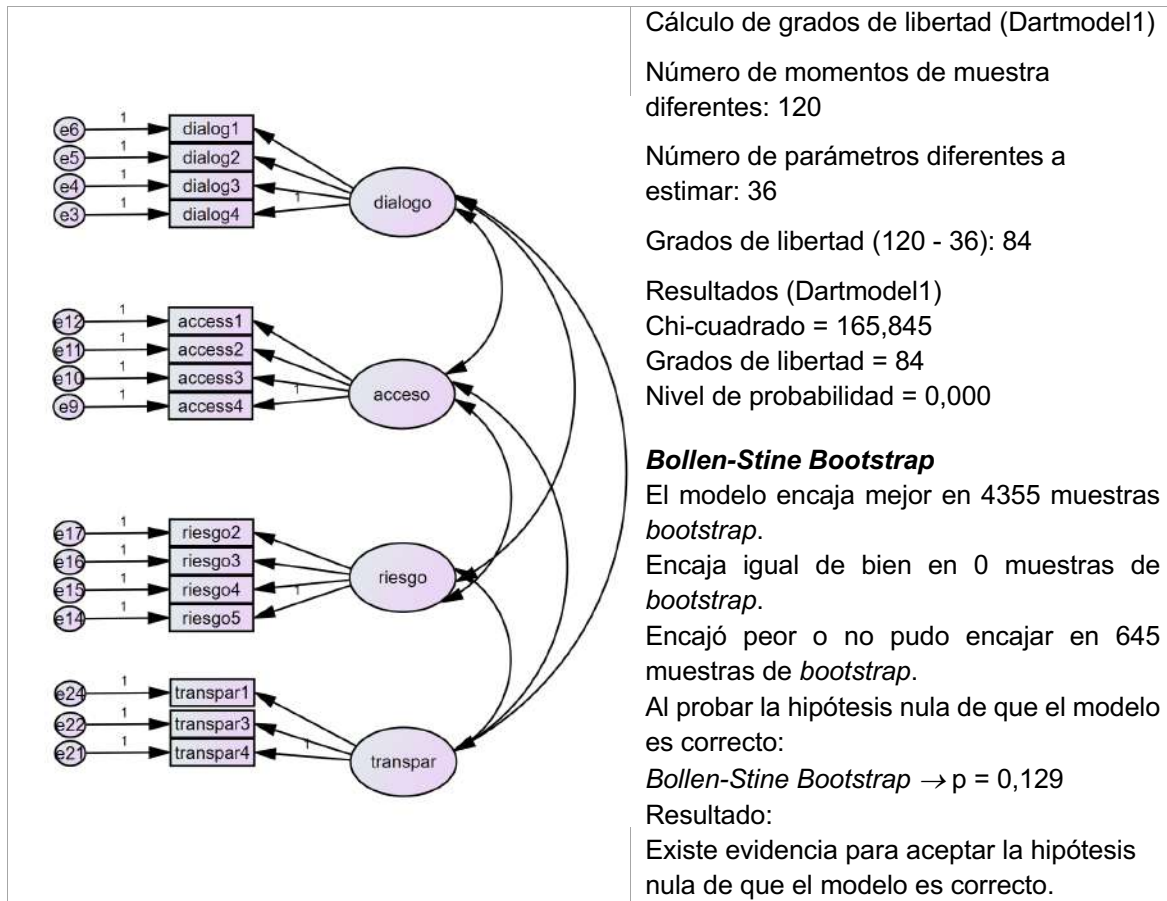 e6 1 dialog1
e5 1 dialog2
e4 1 dialog3
e3 1 dialog4
1
dialogo
e12 1 access1
e11 1 access2
e10 1 access3
e9 1 access4
1
acceso
e17 1 riesgo2
e16 1 riesgo3
e15 1 riesgo4
e14 1 riesgo5
1
riesgo
e24 1 transpar1
e22 1 transpar3
e21 1 transpar4
1
transpar
Cálculo de grados de libertad (Dartmodel1)
Número de momentos de muestra
diferentes: 120
Número de parámetros diferentes a
estimar: 36
Grados de libertad (120 - 36): 84
Resultados (Dartmodel1)
Chi-cuadrado = 165,845
Grados de libertad = 84
Nivel de probabilidad = 0,000
Bollen-Stine Bootstrap
El modelo encaja mejor en 4355 muestras
bootstrap.
Encaja igual de bien en 0 muestras de
bootstrap.
Encajó peor o no pudo encajar en 645
muestras de bootstrap.
Al probar la hipótesis nula de que el modelo
es correcto:
Bollen-Stine Bootstrap → p = 0,129
Resultado:
Existe evidencia para aceptar la hipótesis
nula de que el modelo es correcto.